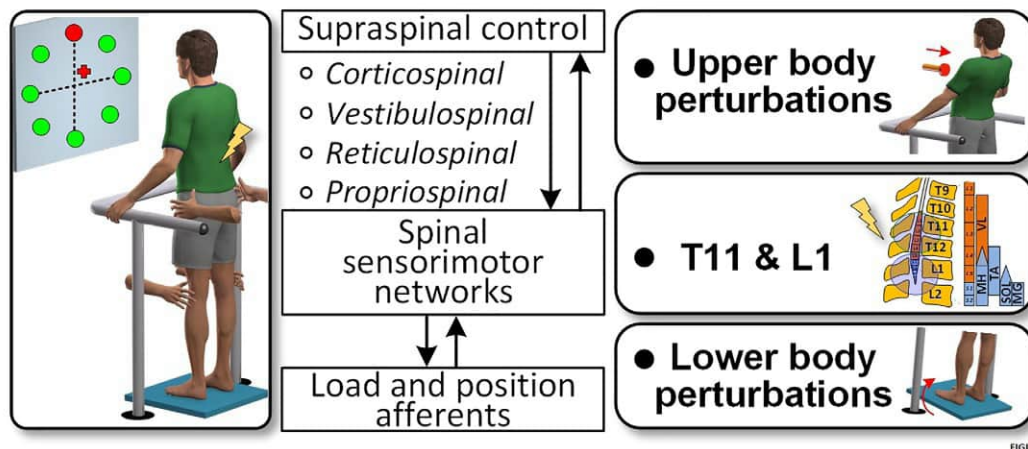 Supraspinal control
Corticospinal
Vestibulospinal
Reticulospinal
Propriospinal
Spinal
sensorimotor
networks
Load and position
afferents
Upper body
perturbations
T11 & L1
T9
T10
T11
T12
L1
L2
VL
MH
TA
SOL
MG
Lower body
perturbations